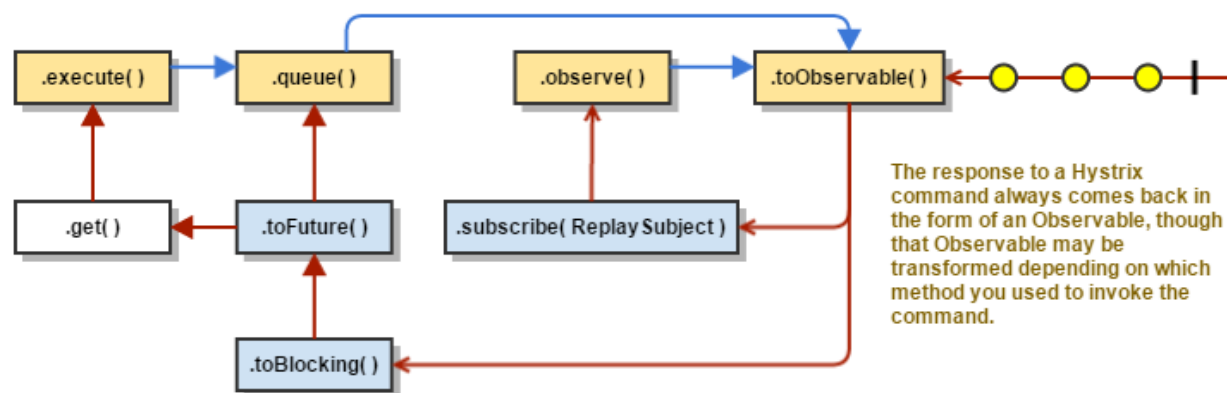 .execute( )
.queue( )
.observe( )
.toObservable( )
.get( )
.toFuture( )
.subscribe( ReplaySubject )
.toBlocking( )
The response to a Hystrix
command always comes back in
the form of an Observable, though
that Observable may be
transformed depending on which
method you used to invoke the
command.